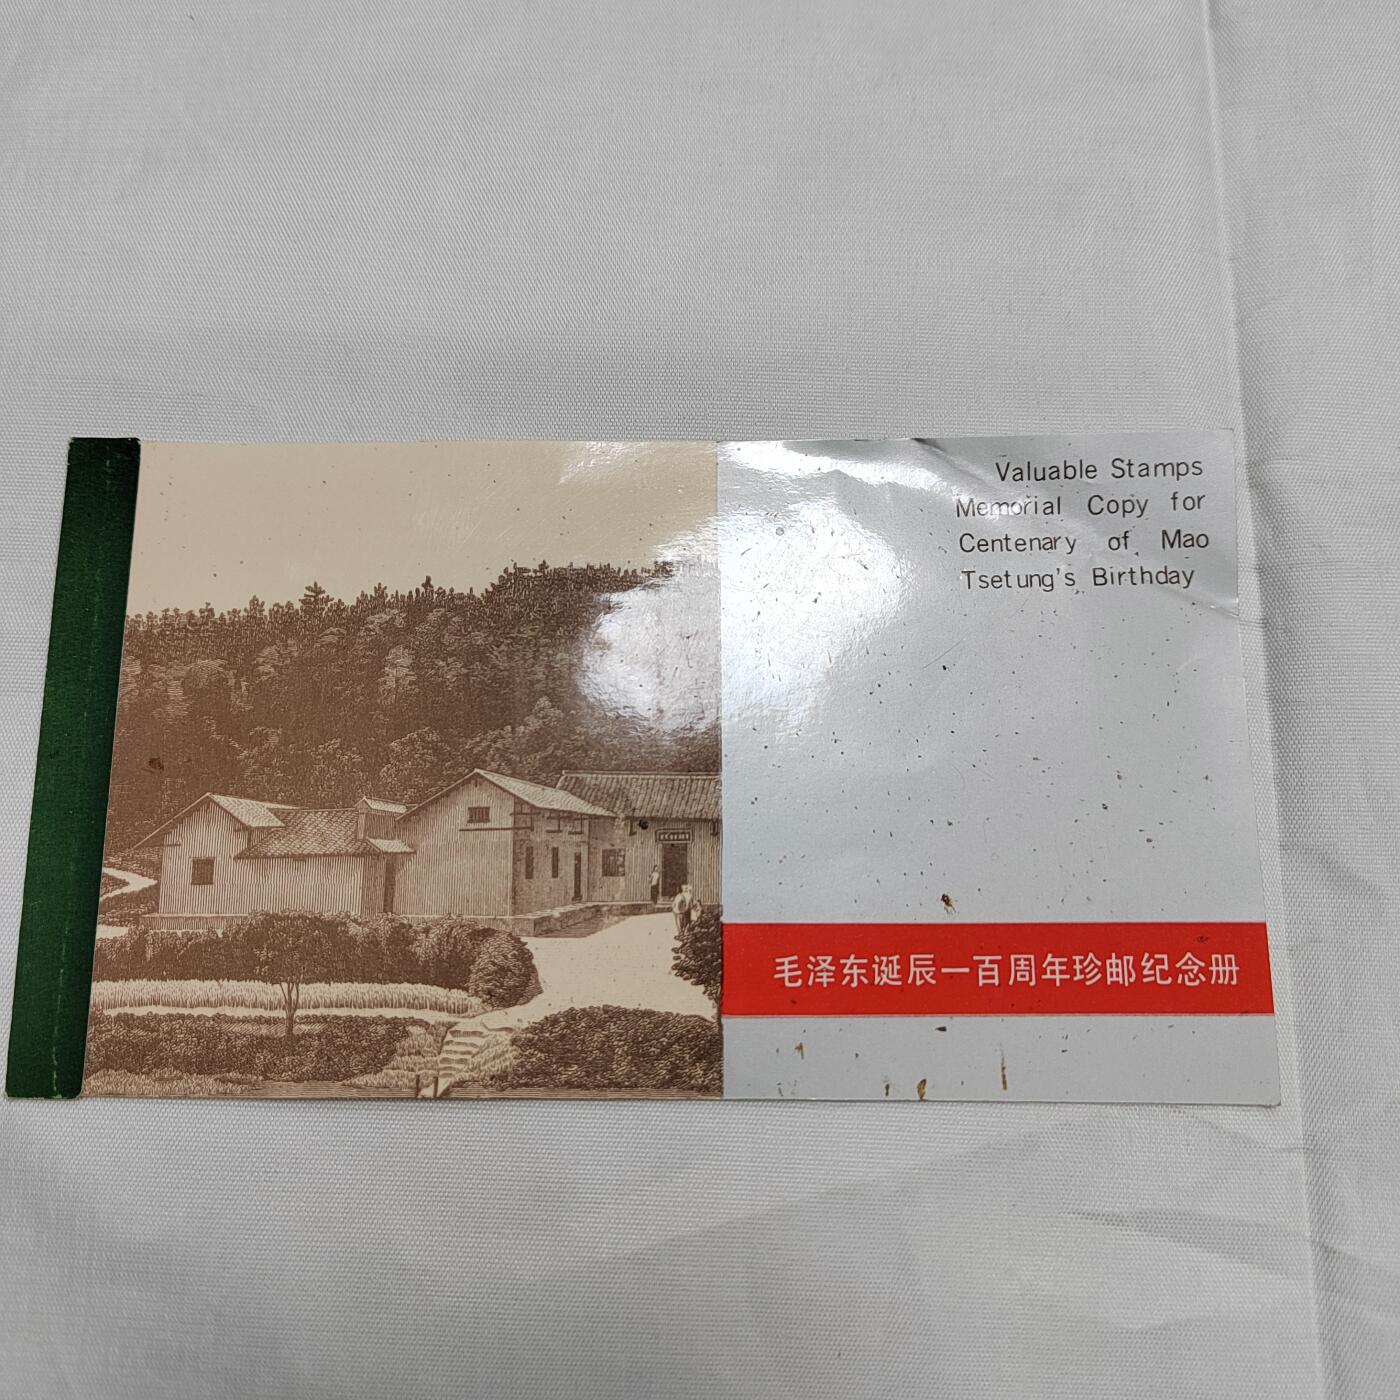 Valuable Stamps
Memorial Copy for
Centenary of Mao
Tsetung's Birthday
毛泽东诞辰一百周年珍邮纪念册